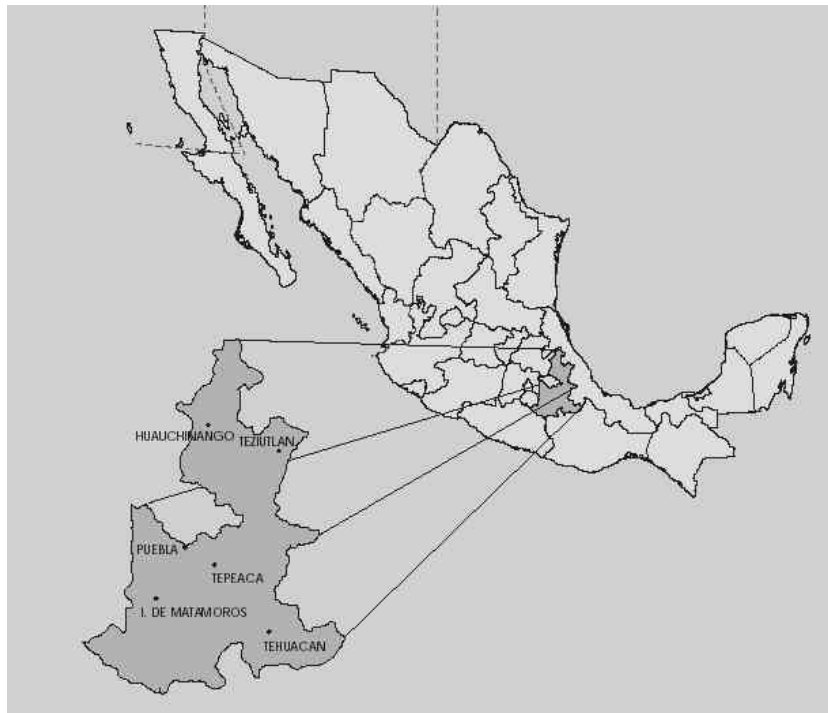 HUAUCHINANGO
TEZIUTLAN
PUEBLA
TEPEACA
I. DE MATAMOROS
TEHUACAN